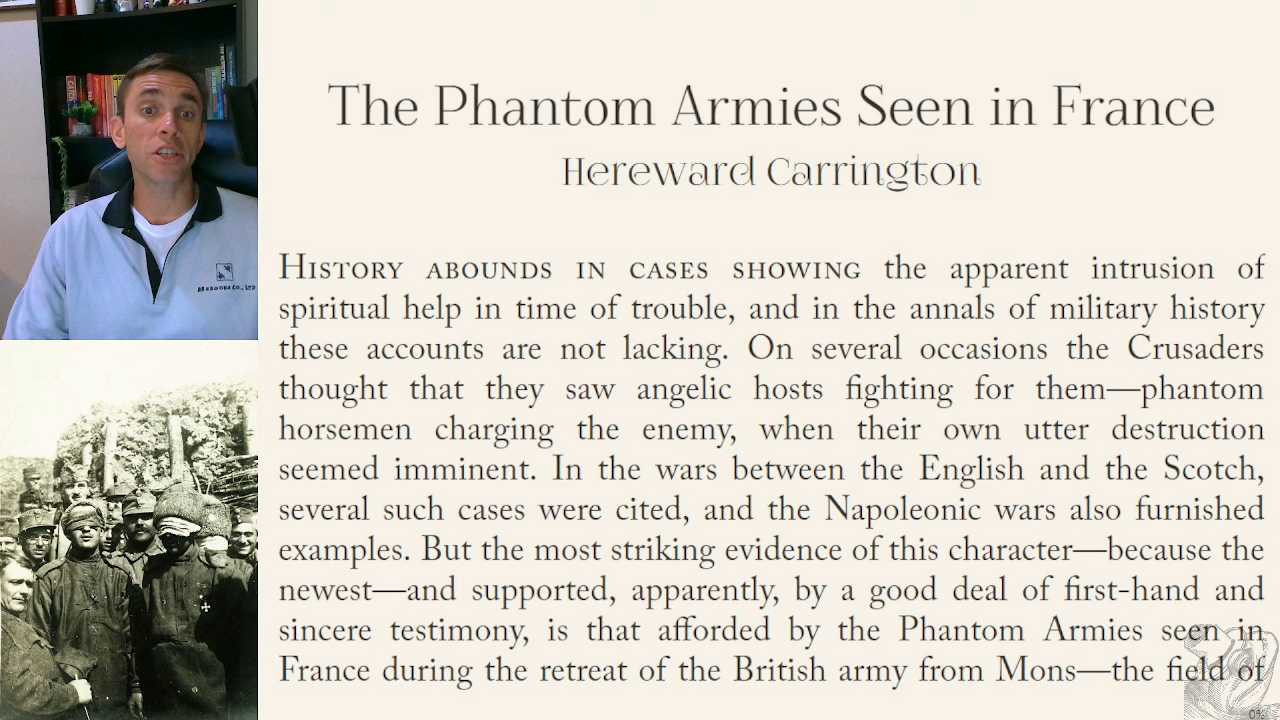 The Phantom Armies Seen in France
Hereward Carrington
HISTORY ABOUNDS IN CASES SHOWING the apparent intrusion of
spiritual help in time of trouble, and in the annals of military history
these accounts are not lacking. On several occasions the Crusaders
thought that they saw angelic hosts fighting for them—phantom
horsemen charging the enemy, when their own utter destruction
seemed imminent. In the wars between the English and the Scotch,
several such cases were cited, and the Napoleonic wars also furnished
examples. But the most striking evidence of this character—because the
newest—and supported, apparently, by a good deal of first-hand and
sincere testimony, is that afforded by the Phantom Armies seen in
France during the retreat of the British army from Mons—the field of
0%